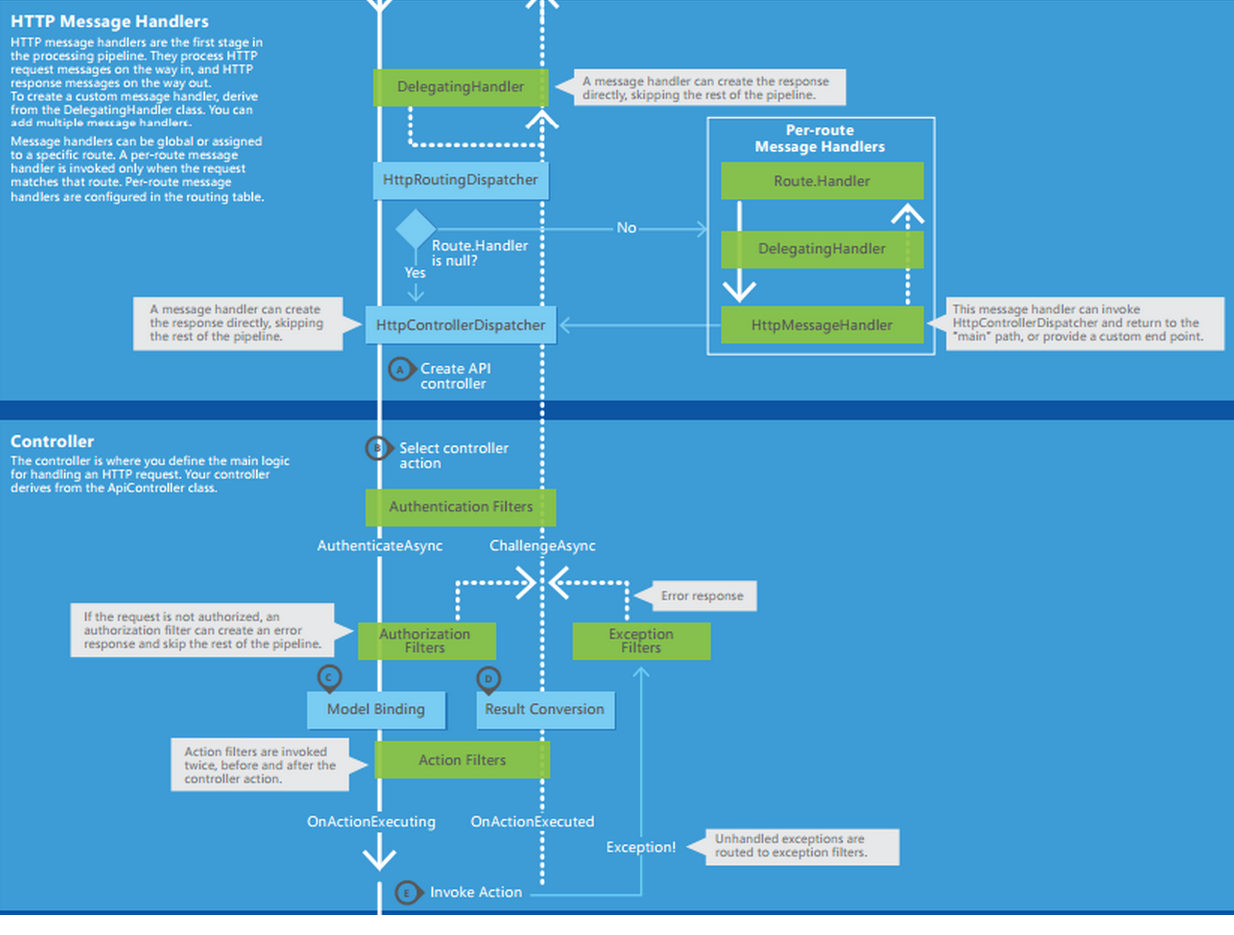 HTTP Message Handlers
HTTP message handlers are the first stage in
the processing pipeline. They process HTTP
request messages on the way in, and HTTP
response messages on the way out.
To create a custom message handler, derive
from the DelegatingHandler class. You can
add multiple message handlers.
Message handlers can be global or assigned
to a specific route. A per-route message
handler is invoked only when the request
matches that route. Per-route message
handlers are configured in the routing table.
DelegatingHandler
A message handler can create the response
directly, skipping the rest of the pipeline.
HttpRoutingDispatcher
Route.Handler
is null?
No
Yes
Per-route
Message Handlers
Route.Handler
DelegatingHandler
HttpMessageHandler
This message handler can invoke
HttpControllerDispatcher and return to the
"main" path, or provide a custom end point.
A message handler can create
the response directly, skipping
the rest of the pipeline.
HttpControllerDispatcher
A
Create API
controller
Controller
The controller is where you define the main logic
for handling an HTTP request. Your controller
derives from the ApiController class.
B
Select controller
action
Authentication Filters
AuthenticateAsync
ChallengeAsync
Error response
If the request is not authorized, an
authorization filter can create an error
response and skip the rest of the pipeline.
Authorization
Filters
Exception
Filters
C
D
Model Binding
Result Conversion
Action filters are invoked
twice, before and after the
controller action.
Action Filters
OnActionExecuting
OnActionExecuted
Exception!
Unhandled exceptions are
routed to exception filters.
E
Invoke Action